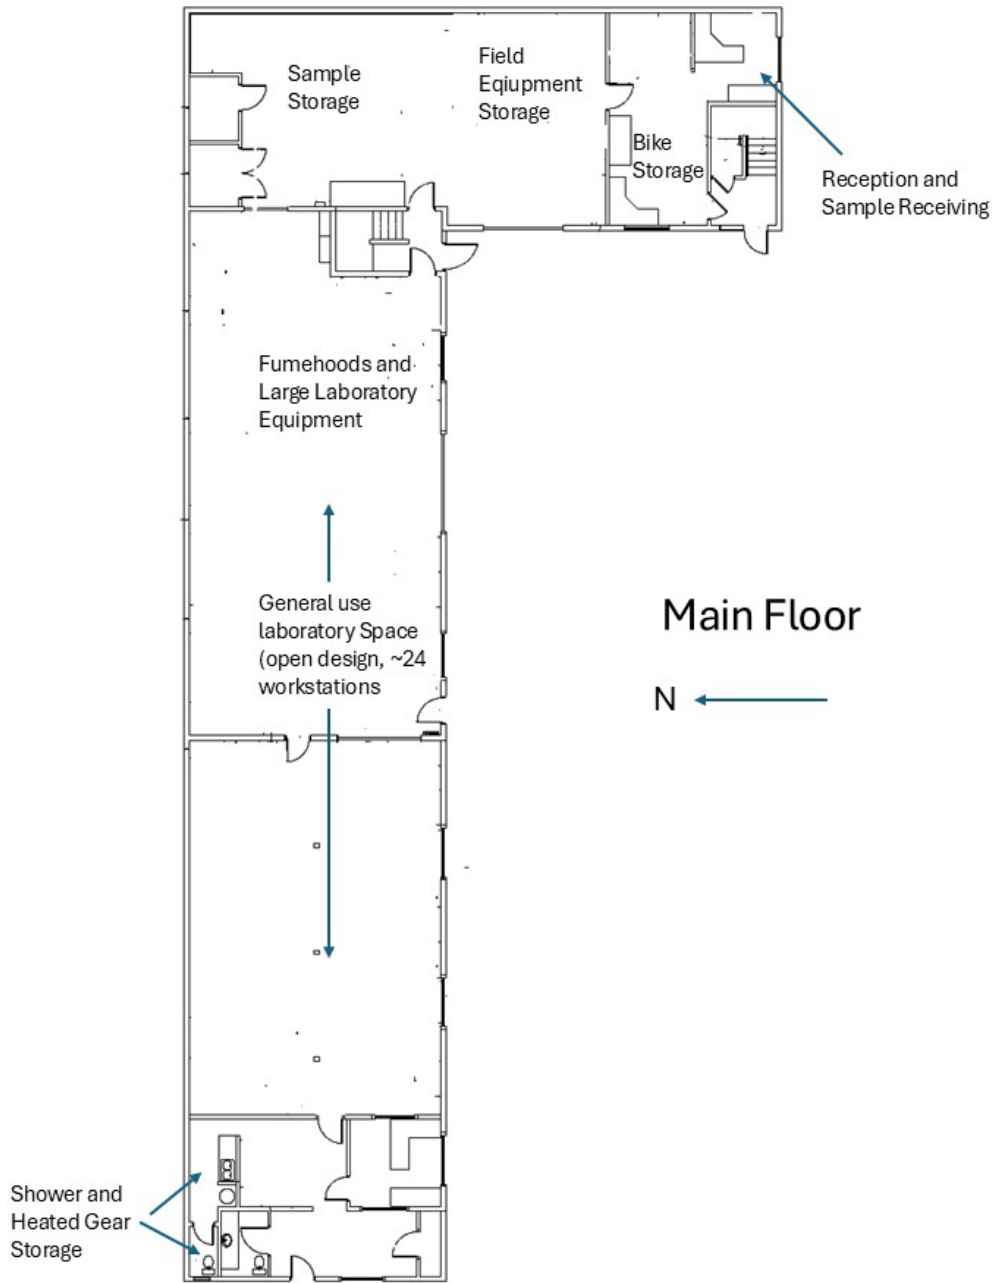 Sample
Storage
Field
Eqiupment
Storage
Bike
Storage
Reception and
Sample Receiving
Fumehoods and
Large Laboratory
Equipment
General use
laboratory Space
(open design, ~24
workstations
Main Floor
N
Shower and
Heated Gear
Storage